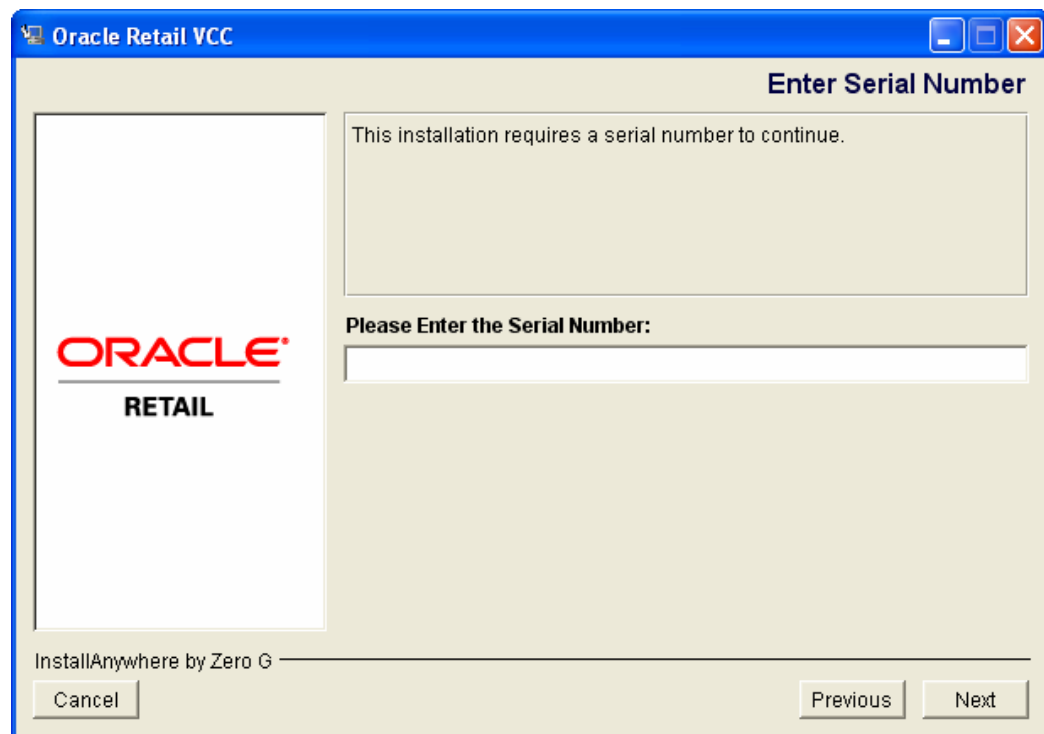 Oracle Retail VCC
Enter Serial Number
This installation requires a serial number to continue.
Please Enter the Serial Number:
ORACLE
RETAIL
InstallAnywhere by Zero G
Cancel
Previous
Next